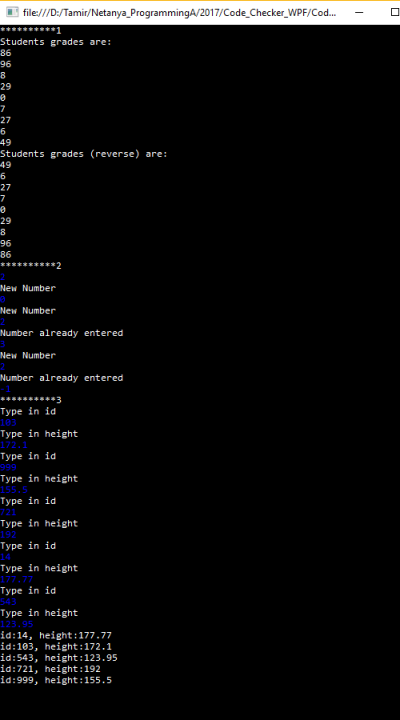 file:///D:/Tamir/Netanya_ProgrammingA/2017/Code_Checker_WPF/Cod...
**********1
Students grades are:
86
96
8
29
0
7
27
6
49
Students grades (reverse) are:
49
6
27
7
0
29
8
96
86
**********2
2
New Number
0
New Number
2
Number already entered
3
New Number
2
Number already entered
-1
**********3
Type in id
103
Type in height
172.1
Type in id
999
Type in height
155.5
Type in id
721
Type in height
192
Type in id
14
Type in height
177.77
Type in id
543
Type in height
123.95
id:14, height:177.77
id:103, height:172.1
id:543, height:123.95
id:721, height:192
id:999, height:155.5